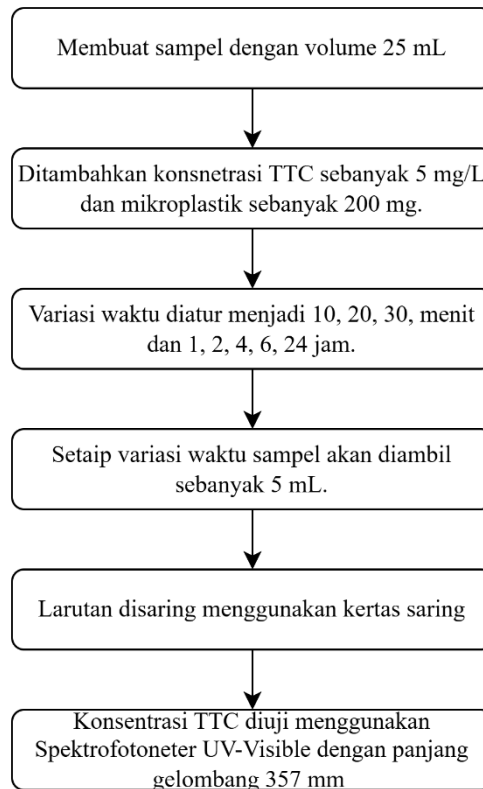 Membuat sampel dengan volume 25 mL
Ditambahkan konsnetrasi TTC sebanyak 5 mg/L
dan mikroplastik sebanyak 200 mg.
Variasi waktu diatur menjadi 10, 20, 30, menit
dan 1, 2, 4, 6, 24 jam.
Setaip variasi waktu sampel akan diambil
sebanyak 5 mL.
Larutan disaring menggunakan kertas saring
Konsentrasi TTC diuji menggunakan
Spektrofotoneter UV-Visible dengan panjang
gelombang 357 mm